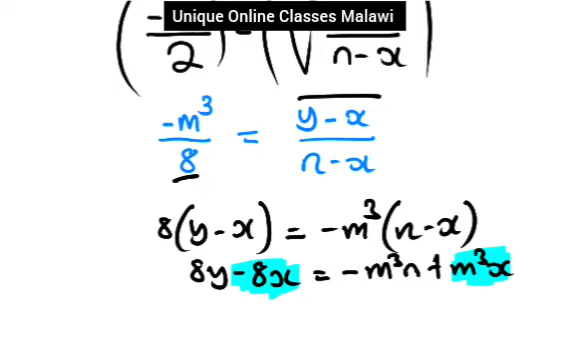 Unique Online Classes Malawi
(-/2) = (√ /n-x)
-m³/8 = y-x/n-x
8(y-x) = -m³(n-x)
8y-8x = -m³n+m³x